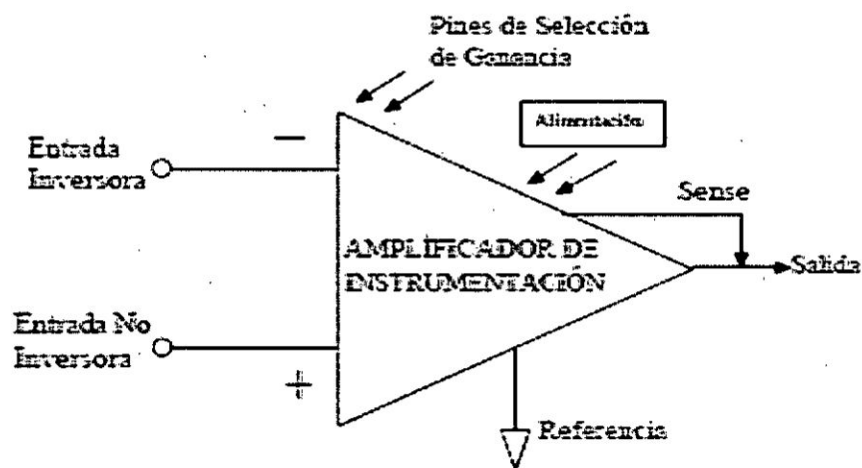 Pines de Selección
de Ganancia
Alimentación
Entrada
Inversora
−
Sense
AMPLIFICADOR DE
INSTRUMENTACIÓN
Salida
Entrada No
Inversora
+
Referencia